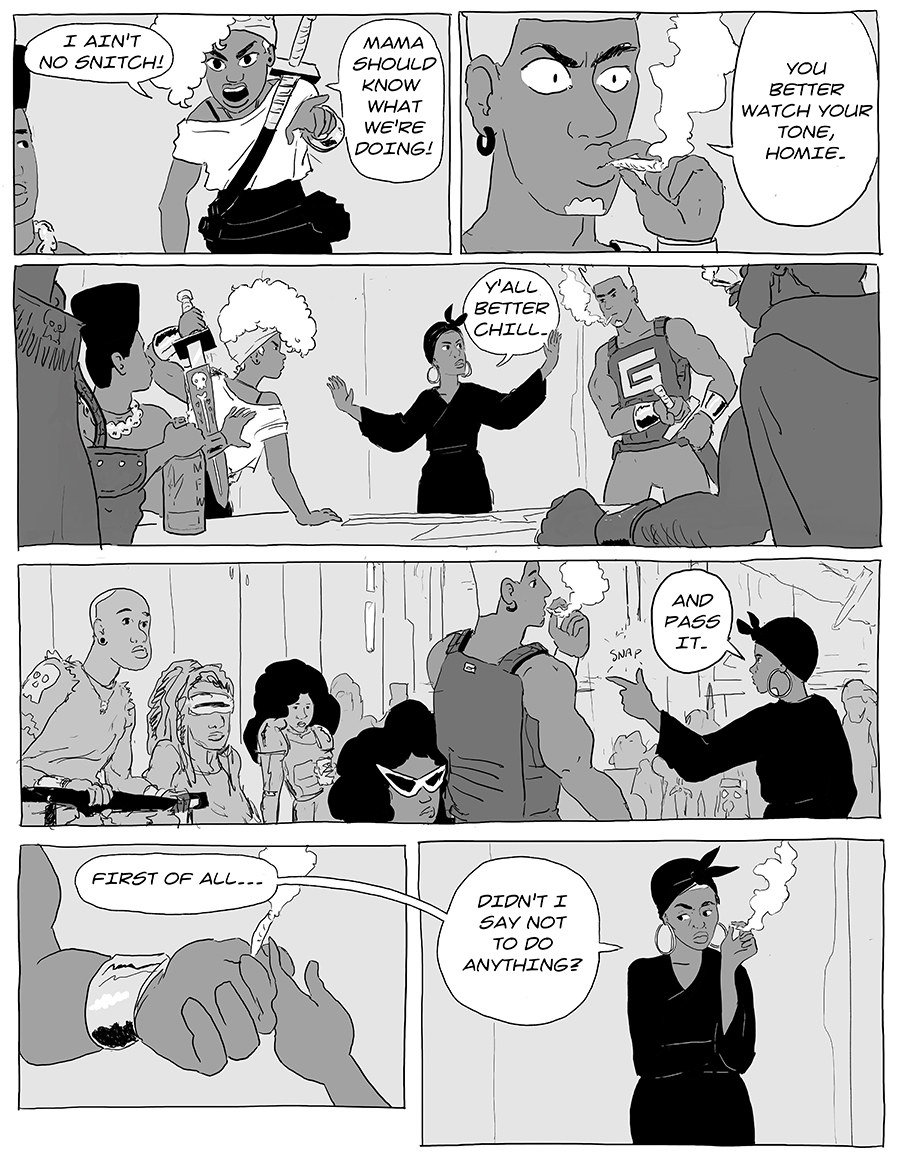 I AIN'T
NO SNITCH!
MAMA
SHOULD
KNOW
WHAT
WE'RE
DOING!
YOU
BETTER
WATCH YOUR
TONE,
HOMIE.
Y'ALL
BETTER
CHILL.
G
M
F
W
AND
PASS
IT.
SNAP
FIRST OF ALL...
DIDN'T I
SAY NOT
TO DO
ANYTHING?